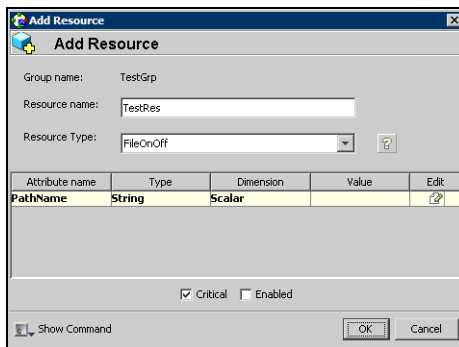 Add Resource
Add Resource
Group name: TestGrp
Resource name: TestRes
Resource Type: FileOnOff
Attribute name Type Dimension Value Edit
PathName String Scalar
Critical Enabled
Show Command OK Cancel